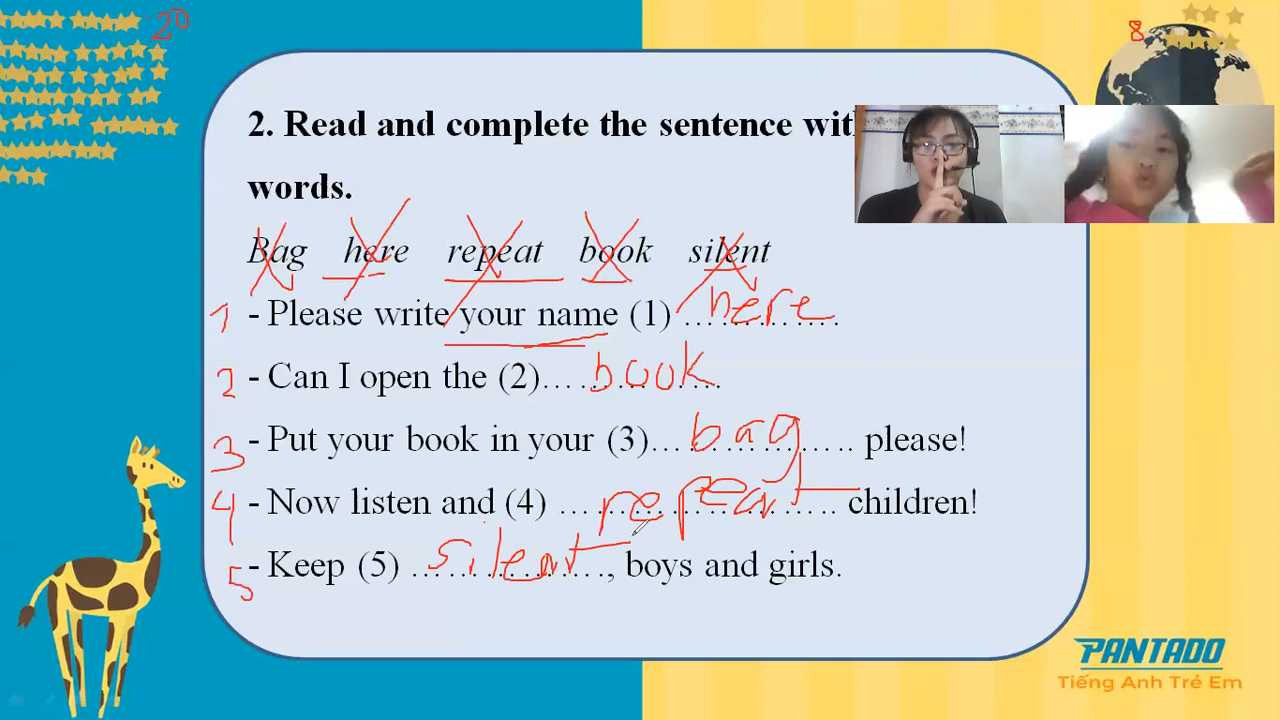 20
8
2. Read and complete the sentence wit
words.
Bag here repeat book silent
1 - Please write your name (1) ............. here
2 - Can I open the (2)............... book
3 - Put your book in your (3)................. bag please!
4 - Now listen and (4) ....................... repeat children!
5 - Keep (5) ................, silent boys and girls.
PANTADO
Tiếng Anh Trẻ Em